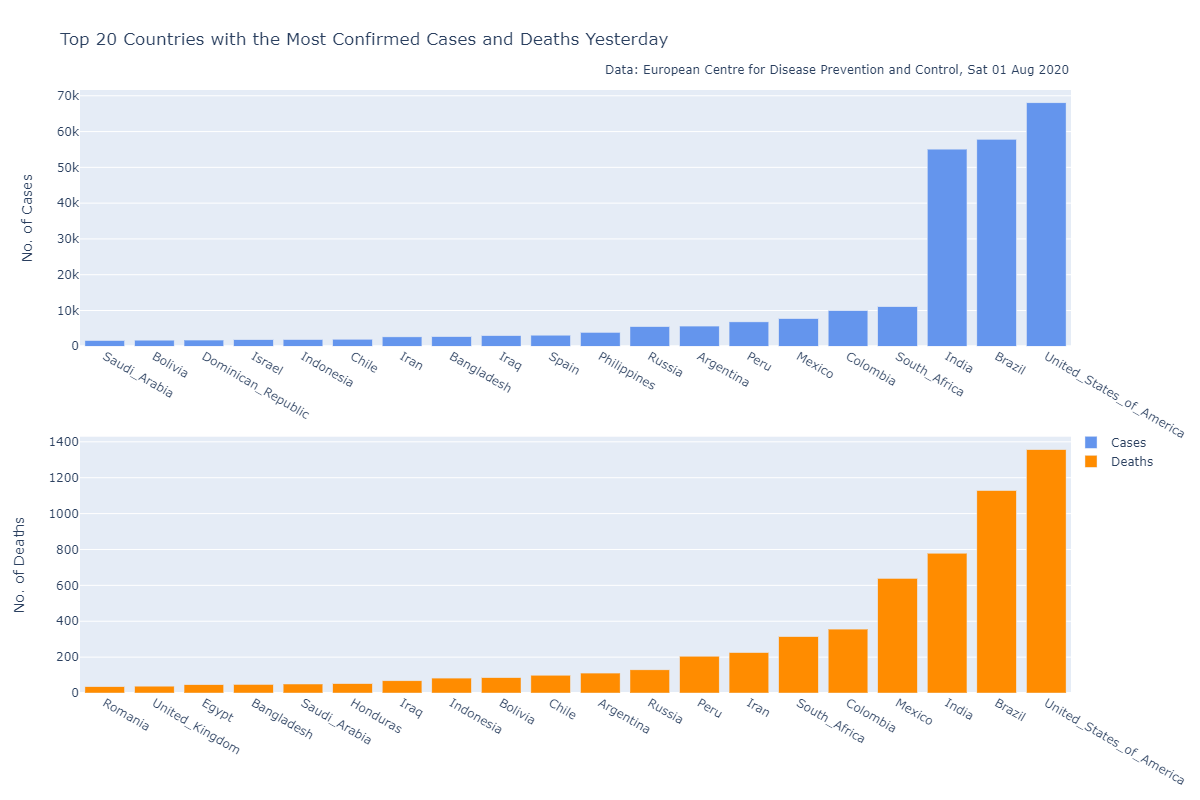 Top 20 Countries with the Most Confirmed Cases and Deaths Yesterday
Data: European Centre for Disease Prevention and Control, Sat 01 Aug 2020
No. of Cases
70k
60k
50k
40k
30k
20k
10k
0
Saudi_Arabia
Bolivia
Dominican_Republic
Israel
Indonesia
Chile
Iran
Bangladesh
Iraq
Spain
Philippines
Russia
Argentina
Peru
Mexico
Colombia
South_Africa
India
Brazil
United_States_of_America
Cases
Deaths
No. of Deaths
1400
1200
1000
800
600
400
200
0
Romania
United_Kingdom
Egypt
Bangladesh
Saudi_Arabia
Honduras
Iraq
Indonesia
Bolivia
Chile
Argentina
Russia
Peru
Iran
South_Africa
Colombia
Mexico
India
Brazil
United_States_of_America